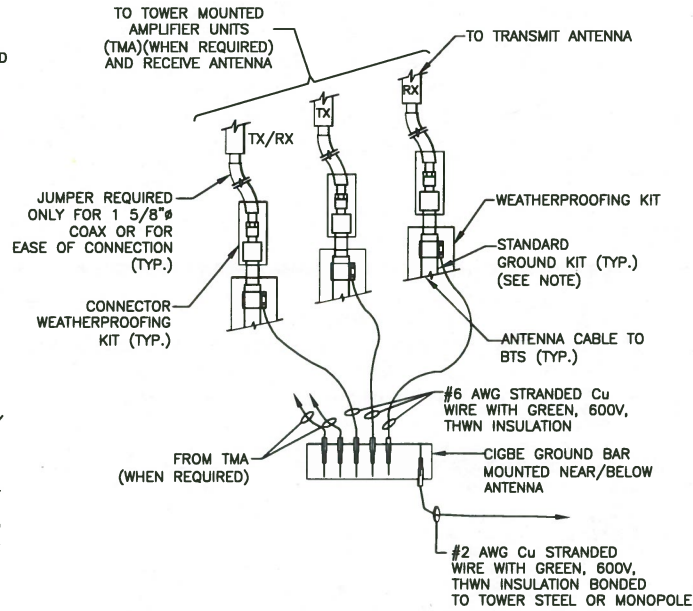 TO TOWER MOUNTED
AMPLIFIER UNITS
(TMA)(WHEN REQUIRED)
AND RECEIVE ANTENNA
TO TRANSMIT ANTENNA
D
RX
TX
TX/RX
JUMPER REQUIRED
ONLY FOR 1 5/8"ø
COAX OR FOR
EASE OF CONNECTION
(TYP.)
WEATHERPROOFING KIT
STANDARD
GROUND KIT (TYP.)
(SEE NOTE)
CONNECTOR
WEATHERPROOFING
KIT (TYP.)
ANTENNA CABLE TO
BTS (TYP.)
#6 AWG STRANDED Cu
WIRE WITH GREEN, 600V,
THWN INSULATION
FROM TMA
(WHEN REQUIRED)
CIGBE GROUND BAR
MOUNTED NEAR/BELOW
ANTENNA
#2 AWG Cu STRANDED
WIRE WITH GREEN, 600V,
THWN INSULATION BONDED
TO TOWER STEEL OR MONOPOLE